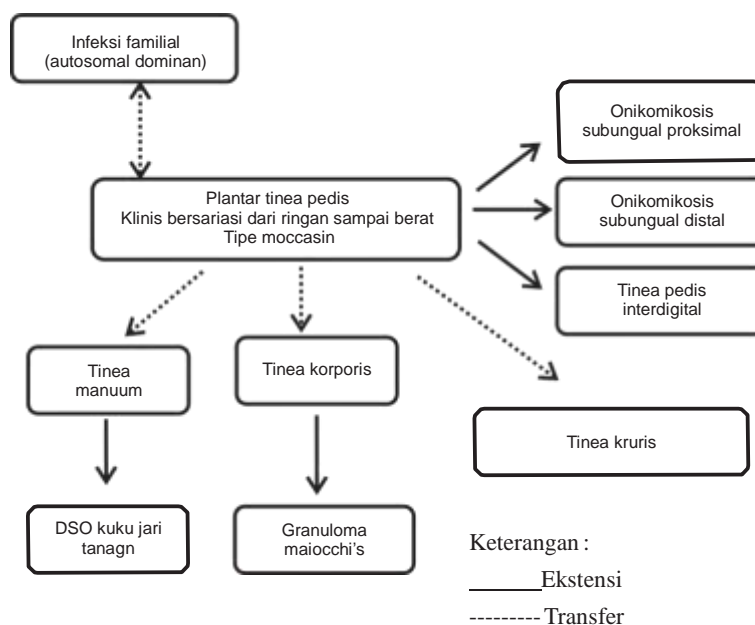 Infeksi familial
(autosomal dominan)
Onikomikosis
subungual proksimal
Plantar tinea pedis
Klinis bersariasi dari ringan sampai berat
Tipe moccasin
Onikomikosis
subungual distal
Tinea pedis
interdigital
Tinea
manuum
Tinea korporis
Tinea kruris
DSO kuku jari
tanagn
Granuloma
maiocchi's
Keterangan :
Ekstensi
Transfer